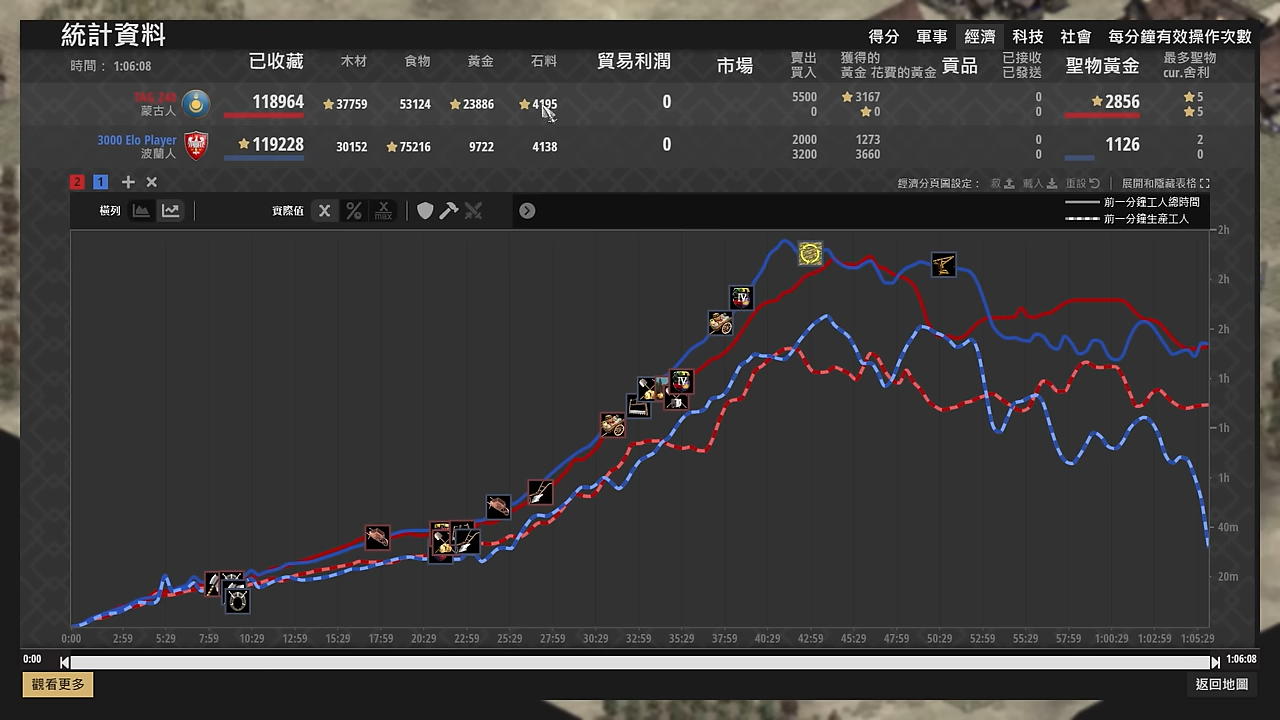 統計資料
得分 軍事 經濟 科技 社會 每分鐘有效操作次數
時間： 1:06:08
已收藏 木材 食物 黃金 石料 貿易利潤 市場 賣出 買入 獲得的黃金 花費的黃金 貢品 已接收 已發送 聖物黃金 最多聖物 cur.舍利
蒙古人 118964 37759 53124 23886 4195 0 5500 0 3167 0 0 0 2856 5 5
3000 Elo Player 波蘭人 119228 30152 75216 9722 4138 0 2000 3200 1273 3660 0 0 1126 2 0
2 1 + ×
經濟分頁圖設定： 載入 重設 展開和隱藏表格
橫列 實際值 X % X max
前一分鐘工人總時間
前一分鐘生產工人
2h
2h
2h
1h
1h
1h
40m
20m
IV
IV
0:00 2:59 5:29 7:59 10:29 12:59 15:29 17:59 20:29 22:59 25:29 27:59 30:29 32:59 35:29 37:59 40:29 42:59 45:29 47:59 50:29 52:59 55:29 57:59 1:00:29 1:02:59 1:05:29
0:00 1:06:08
觀看更多 返回地圖